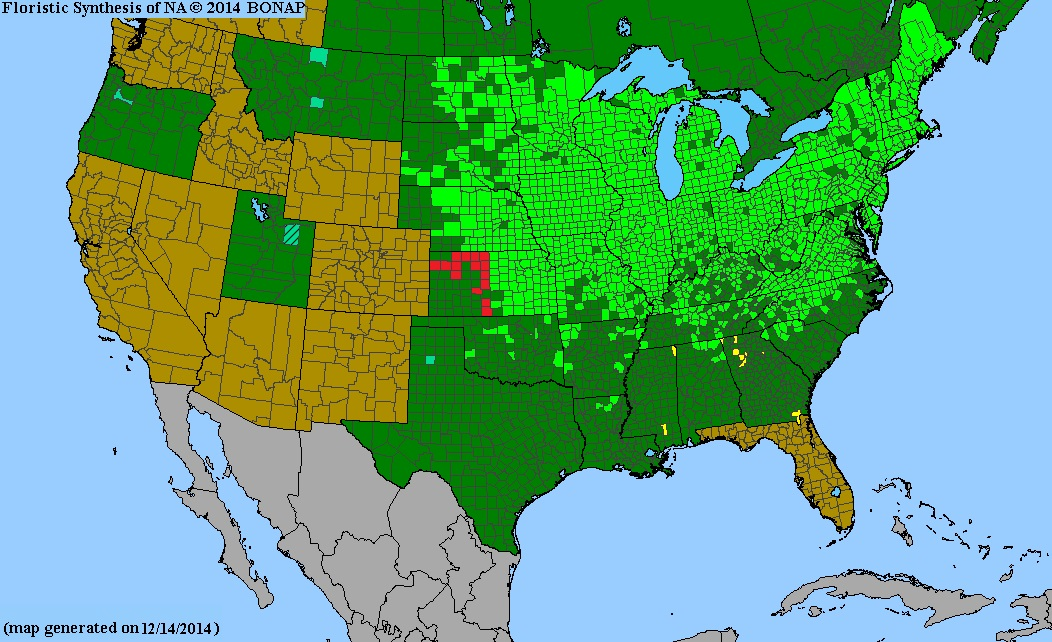 Floristic Synthesis of NA © 2014 BONAP
(map generated on 12/14/2014)